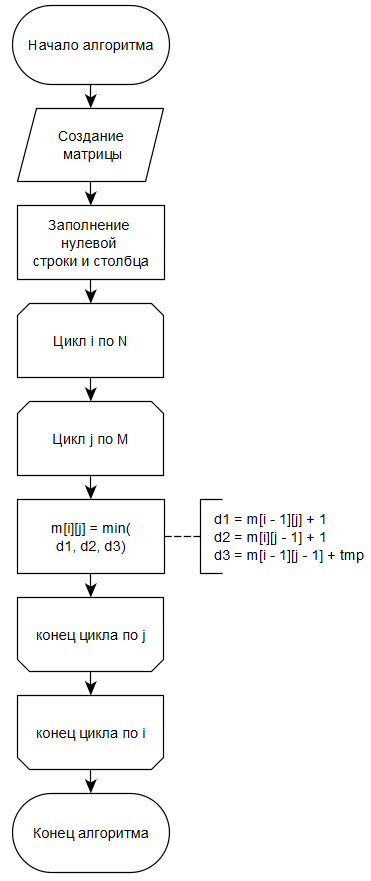 Начало алгоритма
Создание
матрицы
Заполнение
нулевой
строки и столбца
Цикл i по N
Цикл j по M
m[i][j] = min(
d1, d2, d3)
d1 = m[i - 1][j] + 1
d2 = m[i][j - 1] + 1
d3 = m[i - 1][j - 1] + tmp
конец цикла по j
конец цикла по i
Конец алгоритма